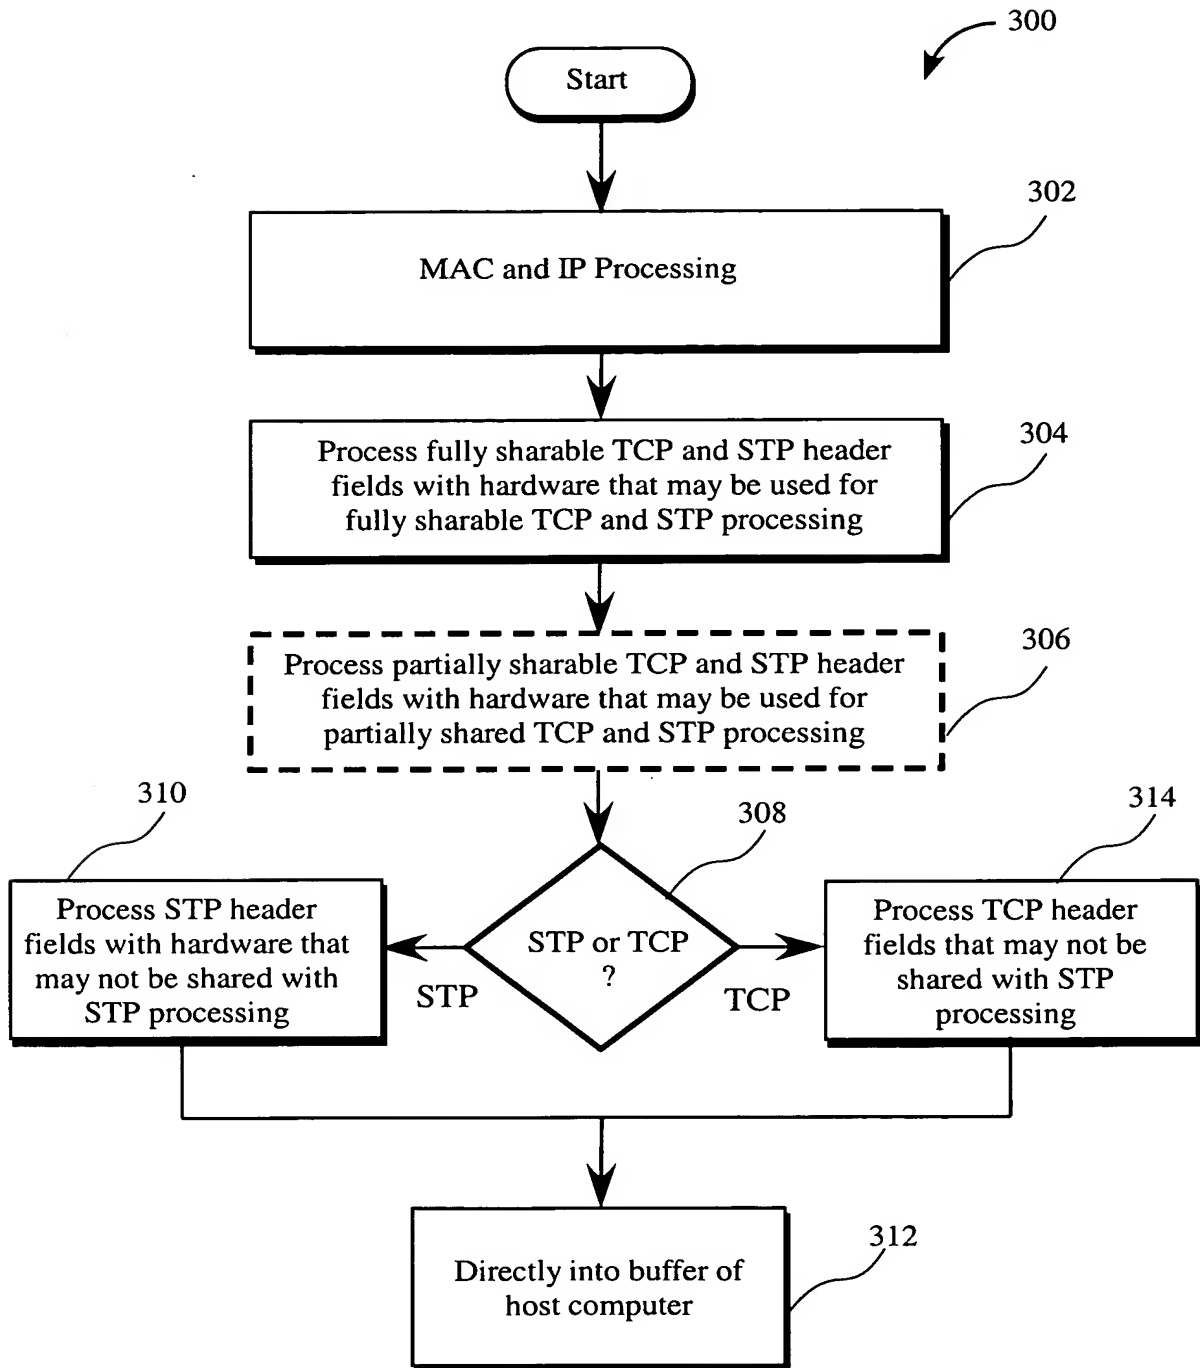 300
Start
302
MAC and IP Processing
304
Process fully sharable TCP and STP header
fields with hardware that may be used for
fully sharable TCP and STP processing
306
Process partially sharable TCP and STP header
fields with hardware that may be used for
partially shared TCP and STP processing
310
308
314
Process STP header
fields with hardware that
may not be shared with
STP processing
STP or TCP
?
STP
TCP
Process TCP header
fields that may not be
shared with STP
processing
312
Directly into buffer of
host computer